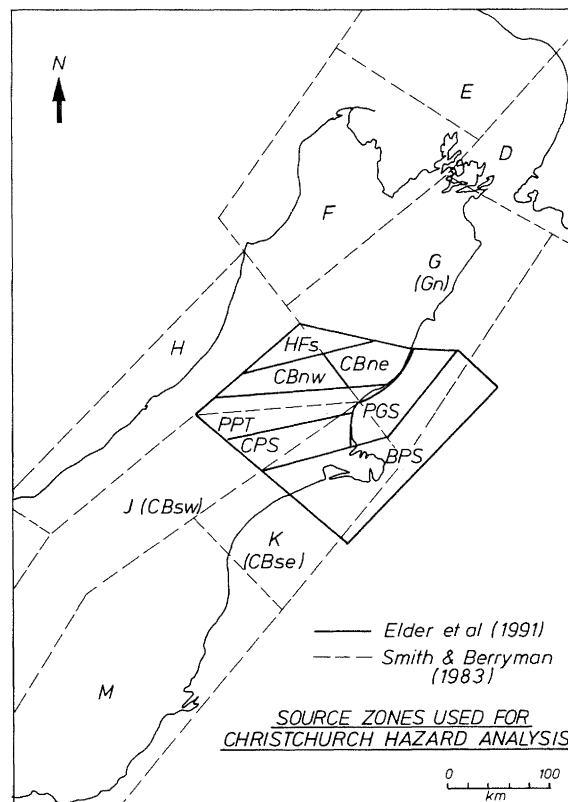 N
E
D
F
G
(Gn)
H
HFs
CBne
CBnw
PGS
PPT
CPS
BPS
J (CBsw)
K
(CBse)
Elder et al (1991)
Smith & Berryman
(1983)
M
SOURCE ZONES USED FOR
CHRISTCHURCH HAZARD ANALYSIS
0 100
km